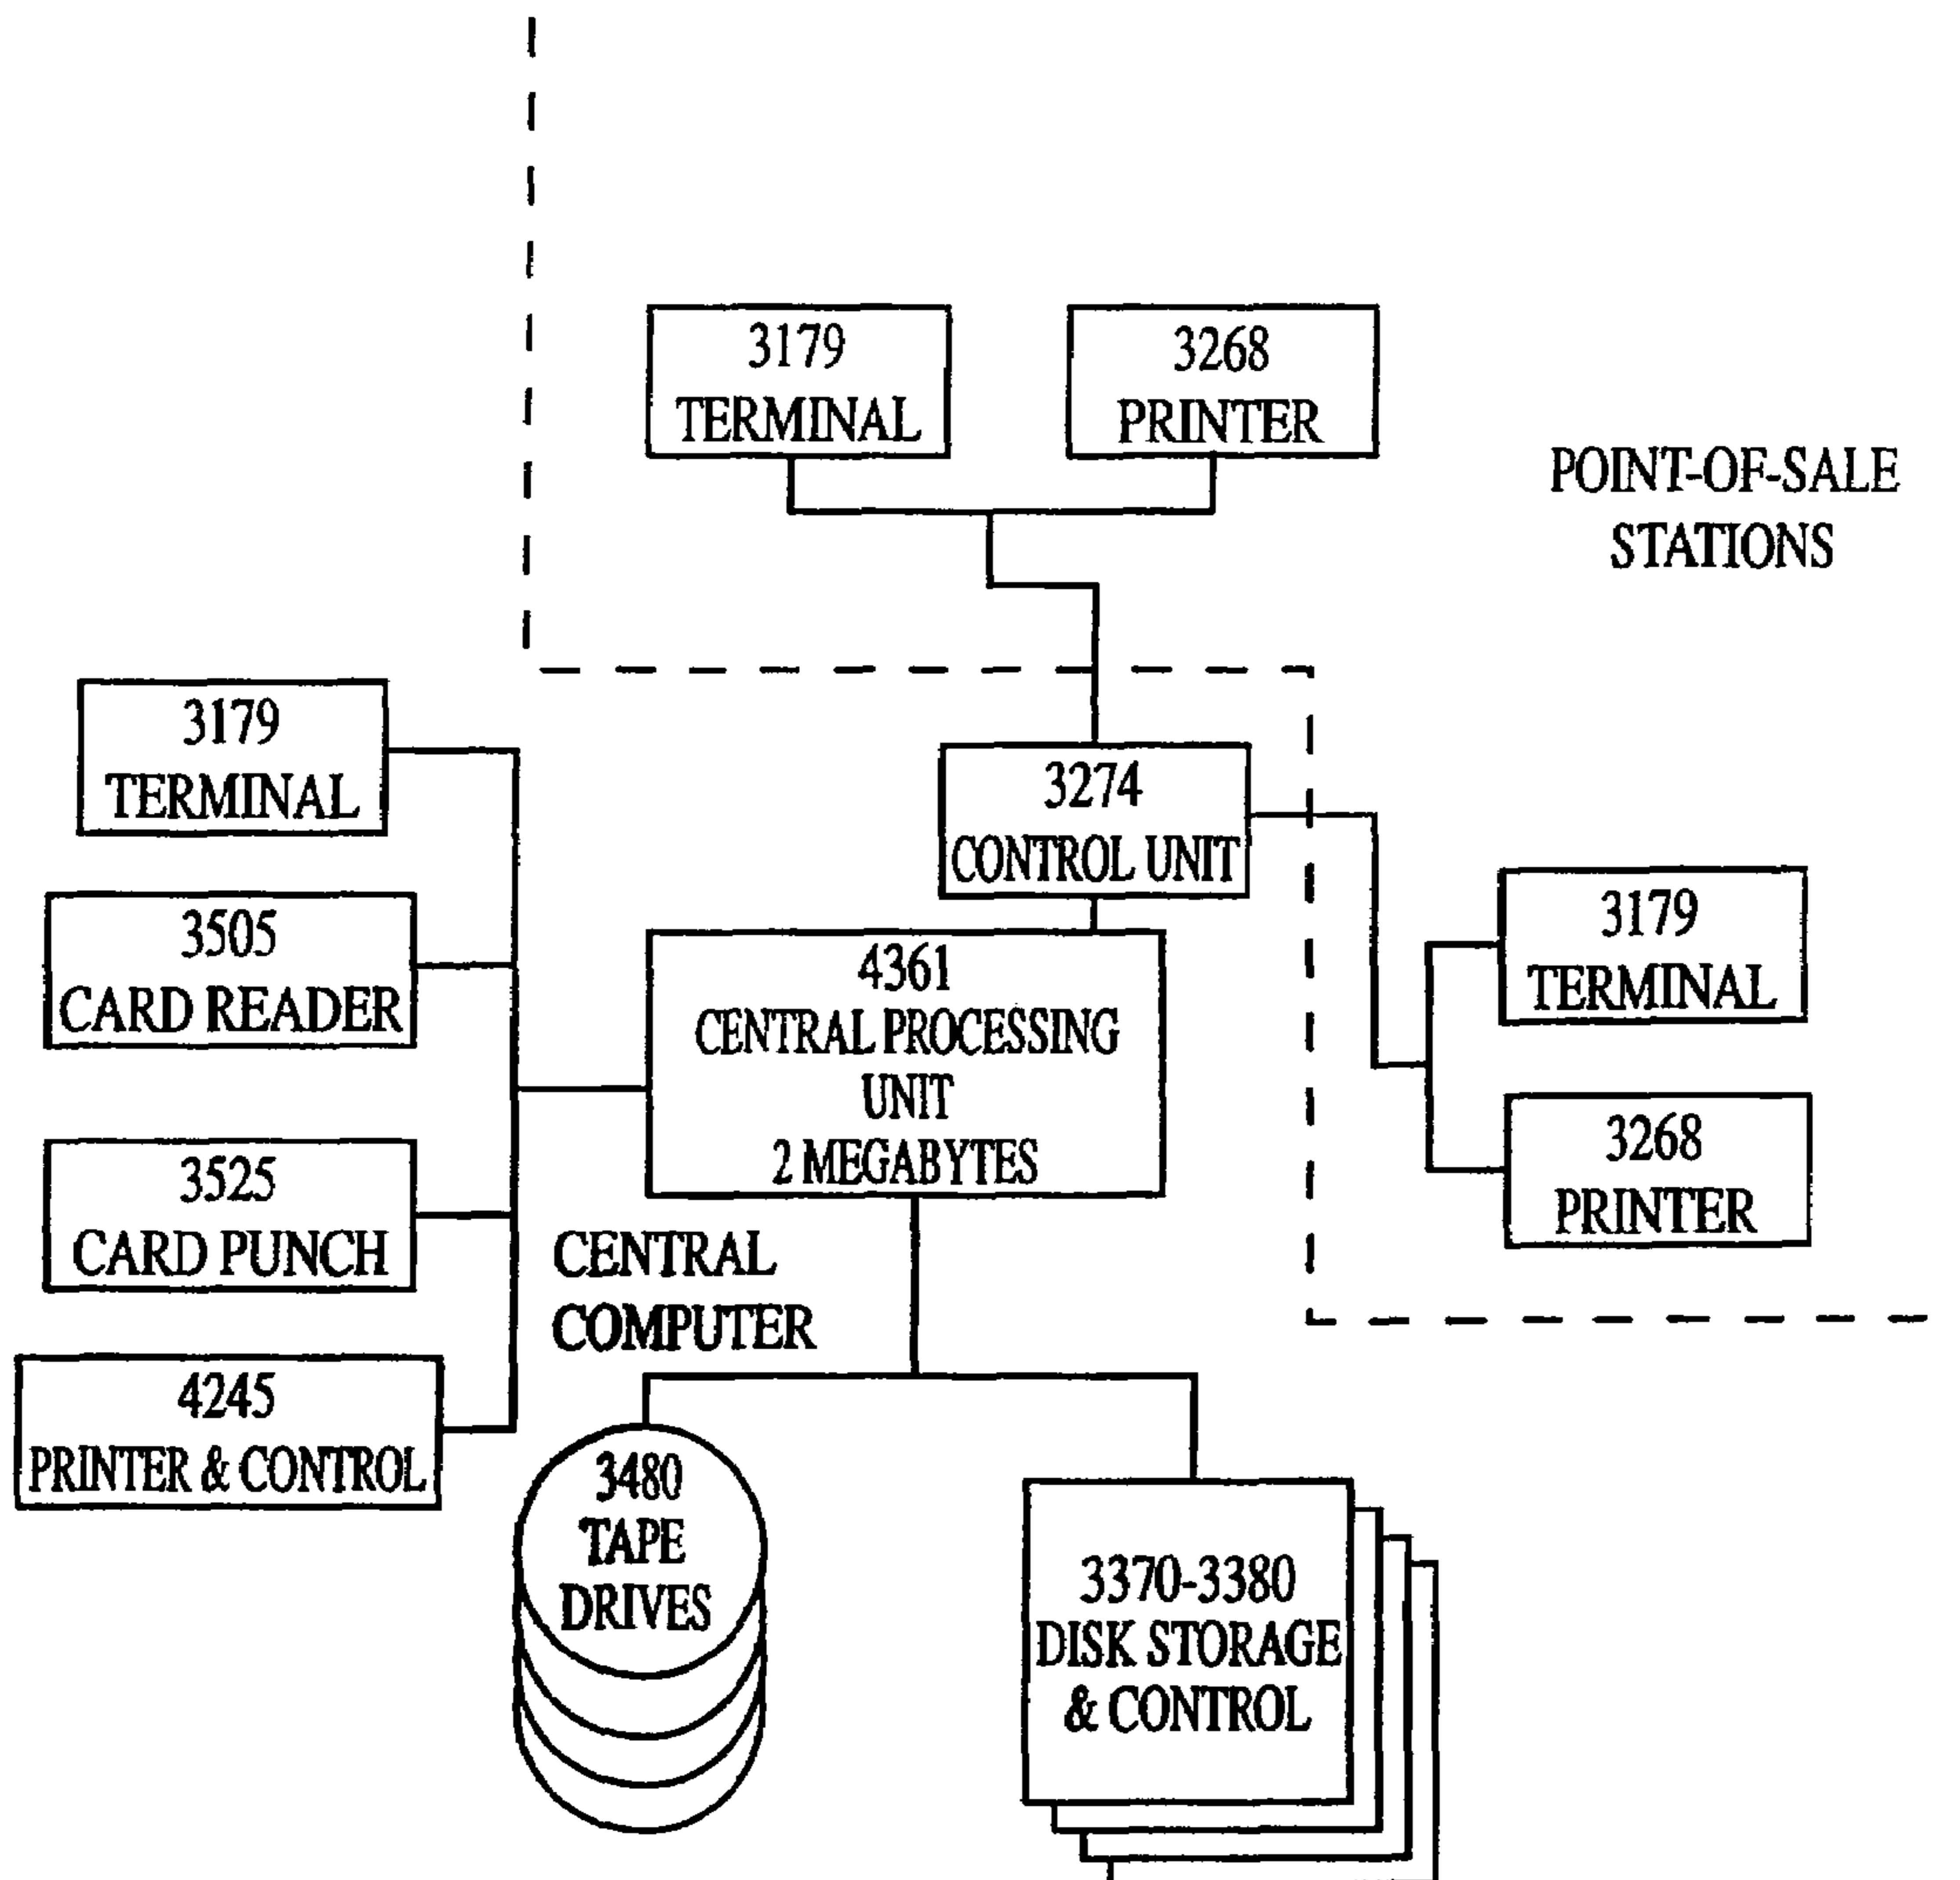 3179
TERMINAL
3268
PRINTER
POINT-OF-SALE
STATIONS
3179
TERMINAL
3274
CONTROL UNIT
3505
CARD READER
4361
CENTRAL PROCESSING
UNIT
2 MEGABYTES
3179
TERMINAL
3268
PRINTER
3525
CARD PUNCH
CENTRAL
COMPUTER
4245
PRINTER & CONTROL
3480
TAPE
DRIVES
3370-3380
DISK STORAGE
& CONTROL